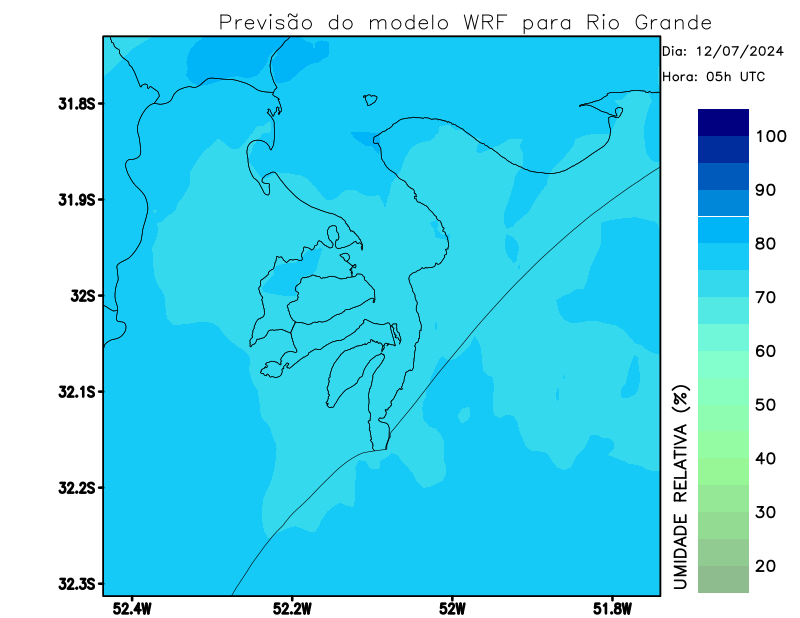 Previsão do modelo WRF para Rio Grande
Dia: 12/07/2024
Hora: 05h UTC
31.8S
31.9S
32S
32.1S
32.2S
32.3S
52.4W
52.2W
52W
51.8W
100
90
80
70
60
50
40
30
20
UMIDADE RELATIVA (%)